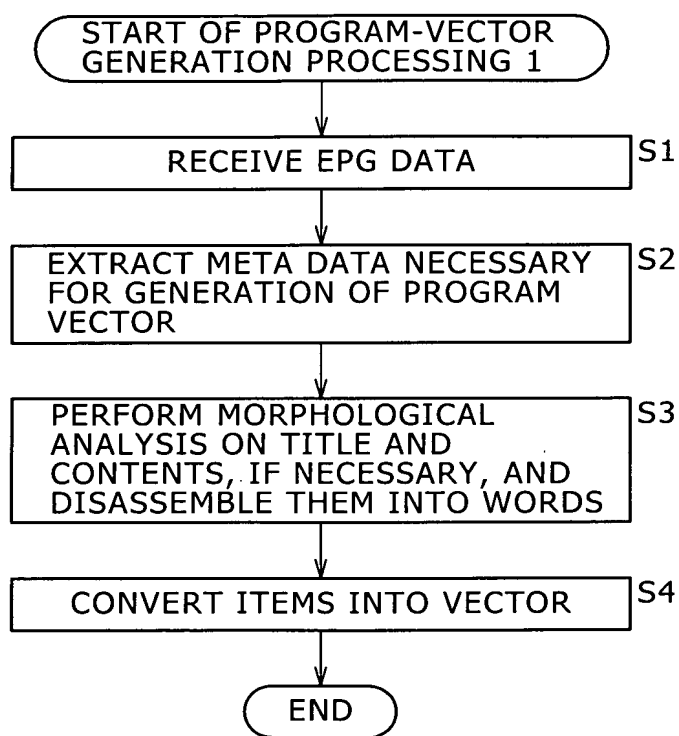 START OF PROGRAM-VECTOR
GENERATION PROCESSING 1
RECEIVE EPG DATA
S1
EXTRACT META DATA NECESSARY
FOR GENERATION OF PROGRAM
VECTOR
S2
PERFORM MORPHOLOGICAL
ANALYSIS ON TITLE AND
CONTENTS, IF NECESSARY, AND
DISASSEMBLE THEM INTO WORDS
S3
CONVERT ITEMS INTO VECTOR
S4
END